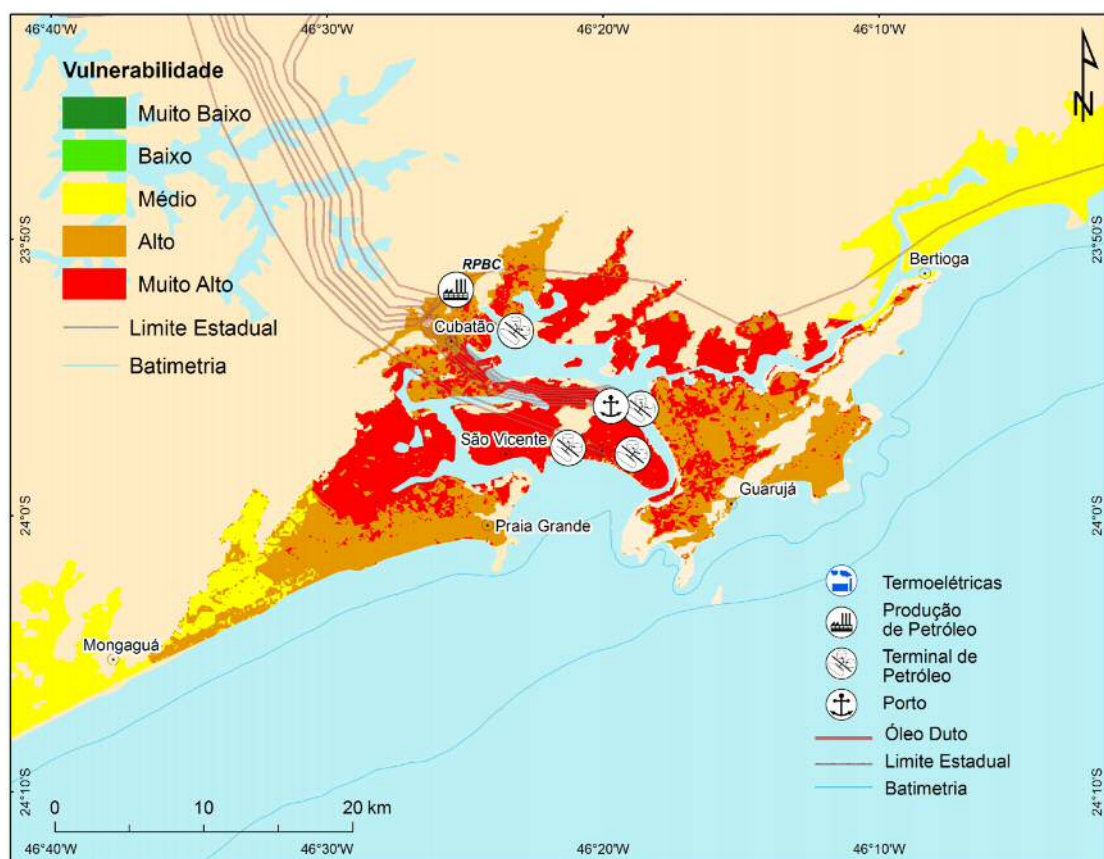 46°40'W
46°30'W
46°20'W
46°10'W
Vulnerabilidade
Muito Baixo
Baixo
Médio
Alto
Muito Alto
Limite Estadual
Batimetria
N
23°50'S
23°50'S
RPBC
Bertioga
Cubatão
São Vicente
Guarujá
24°0'S
24°0'S
Praia Grande
Mongaguá
Termoelétricas
Produção
de Petróleo
Terminal de
Petróleo
Porto
Óleo Duto
Limite Estadual
Batimetria
24°10'S
24°10'S
0 10 20 km
46°40'W
46°30'W
46°20'W
46°10'W